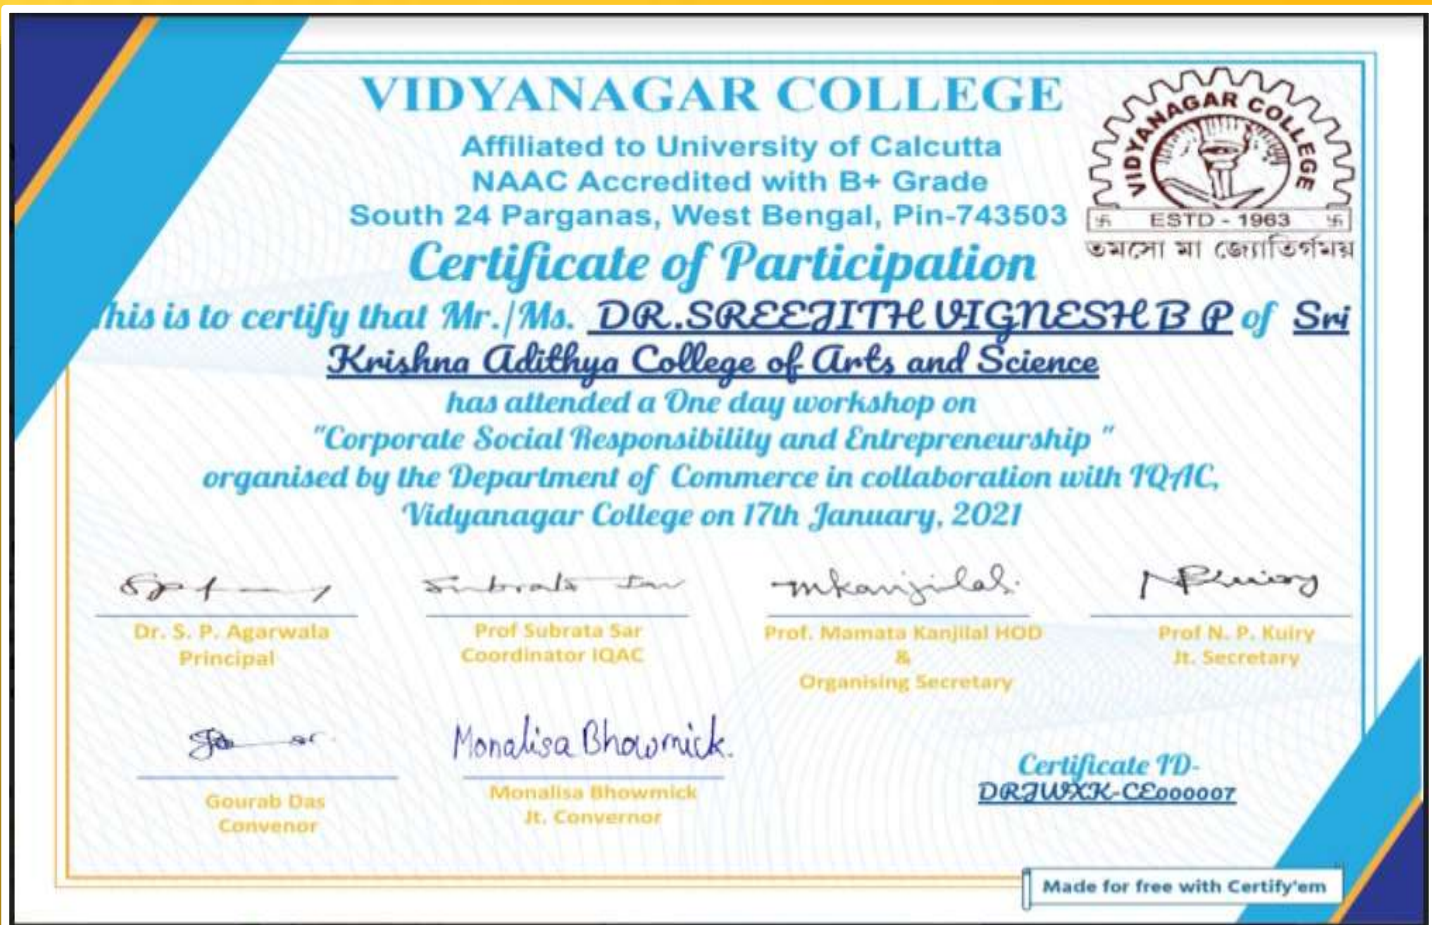 VIDYANAGAR COLLEGE
Affiliated to University of Calcutta
NAAC Accredited with B+ Grade
South 24 Parganas, West Bengal, Pin-743503
VIDYANAGAR COLLEGE
ESTD - 1963
তমসো মা জ্যোতির্গময়
Certificate of Participation
his is to certify that Mr./Ms. DR.SREEJITH VIGNESH B P of Sri
Krishna Adithya College of Arts and Science
has attended a One day workshop on
"Corporate Social Responsibility and Entrepreneurship "
organised by the Department of Commerce in collaboration with IQAC,
Vidyanagar College on 17th January, 2021
Subrata Sar
mkanjilal.
NPKuiry
Dr. S. P. Agarwala
Principal
Prof Subrata Sar
Coordinator IQAC
Prof. Mamata Kanjilal HOD
&
Organising Secretary
Prof N. P. Kuiry
Jt. Secretary
Monalisa Bhowmick.
Gourab Das
Convenor
Monalisa Bhowmick
Jt. Convernor
Certificate ID-
DRJWXK-CE000007
Made for free with Certify'em